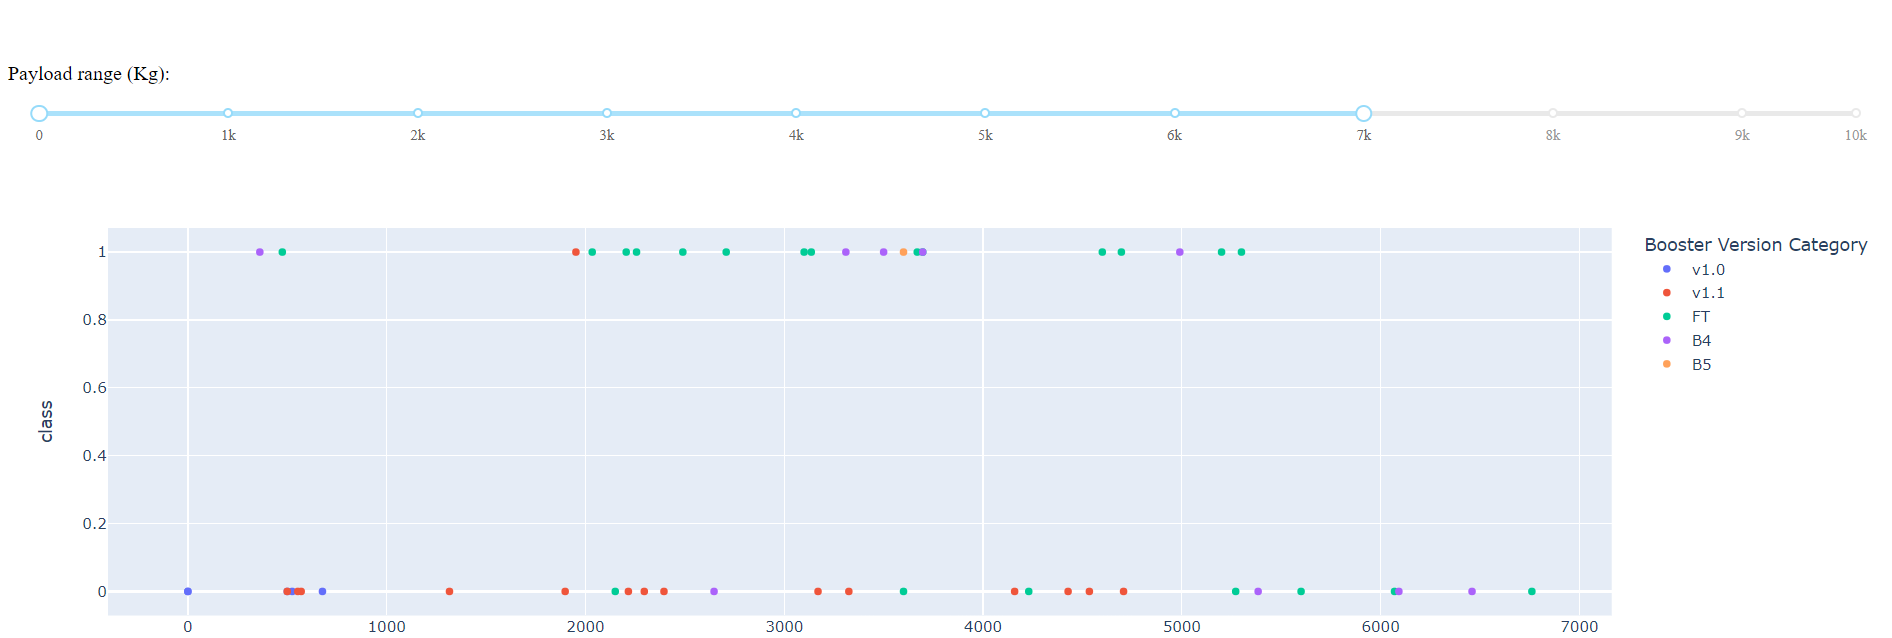 Payload range (Kg):
0 1k 2k 3k 4k 5k 6k 7k 8k 9k 10k
Booster Version Category
v1.0
v1.1
FT
B4
B5
class
1
0.8
0.6
0.4
0.2
0
0 1000 2000 3000 4000 5000 6000 7000